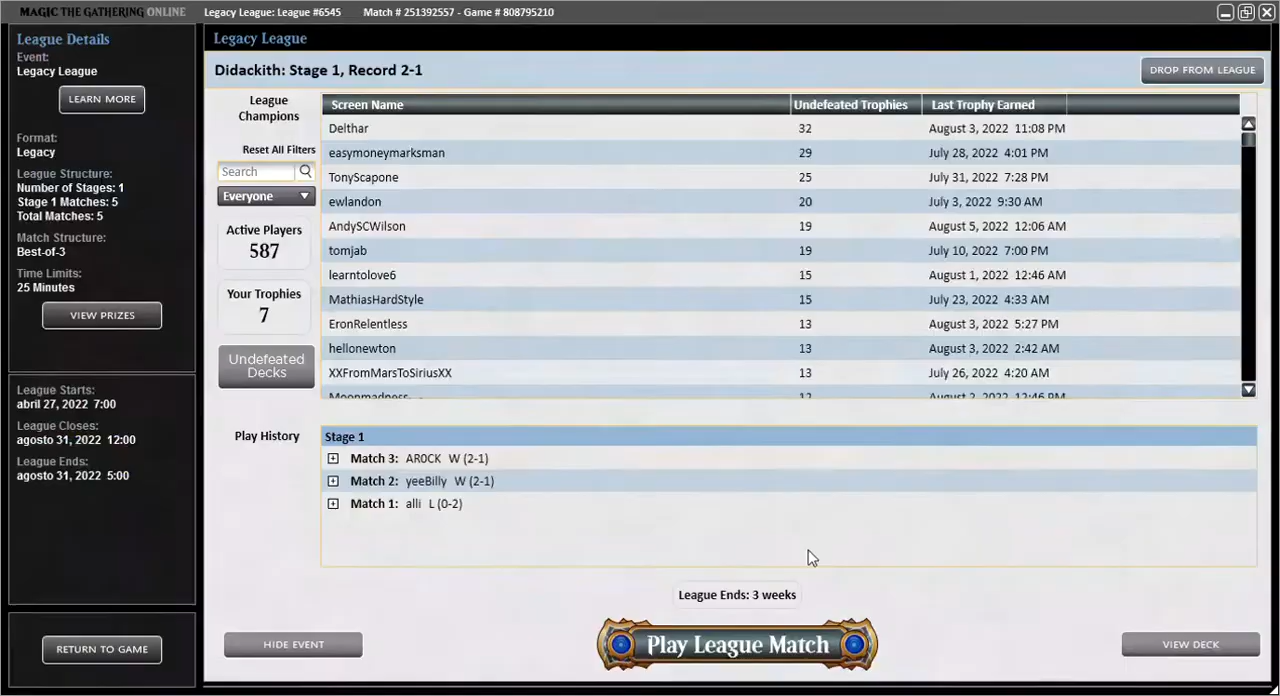 MAGIC THE GATHERING ONLINE
Legacy League: League #6545
Match # 251392557 - Game # 808795210
League Details
Event:
Legacy League
LEARN MORE
Format:
Legacy
League Structure:
Number of Stages: 1
Stage 1 Matches: 5
Total Matches: 5
Match Structure:
Best-of-3
Time Limits:
25 Minutes
VIEW PRIZES
League Starts:
abril 27, 2022 7:00
League Closes:
agosto 31, 2022 12:00
League Ends:
agosto 31, 2022 5:00
RETURN TO GAME
Legacy League
Didackith: Stage 1, Record 2-1
DROP FROM LEAGUE
League
Champions
Reset All Filters
Search
Everyone
Active Players
587
Your Trophies
7
Undefeated
Decks
Screen Name Undefeated Trophies Last Trophy Earned
Delthar 32 August 3, 2022 11:08 PM
easymoneymarksman 29 July 28, 2022 4:01 PM
TonyScapone 25 July 31, 2022 7:28 PM
ewlandon 20 July 3, 2022 9:30 AM
AndySCWilson 19 August 5, 2022 12:06 AM
tomjab 19 July 10, 2022 7:00 PM
learntolove6 15 August 1, 2022 12:46 AM
MathiasHardStyle 15 July 23, 2022 4:33 AM
EronRelentless 13 August 3, 2022 5:27 PM
hellonewton 13 August 3, 2022 2:42 AM
XXFromMarsToSiriusXX 13 July 26, 2022 4:20 AM
Moonmadness_ 12 August 2, 2022 12:46 PM
Play History
Stage 1
Match 3: AR0CK W (2-1)
Match 2: yeeBilly W (2-1)
Match 1: alli L (0-2)
League Ends: 3 weeks
HIDE EVENT
Play League Match
VIEW DECK